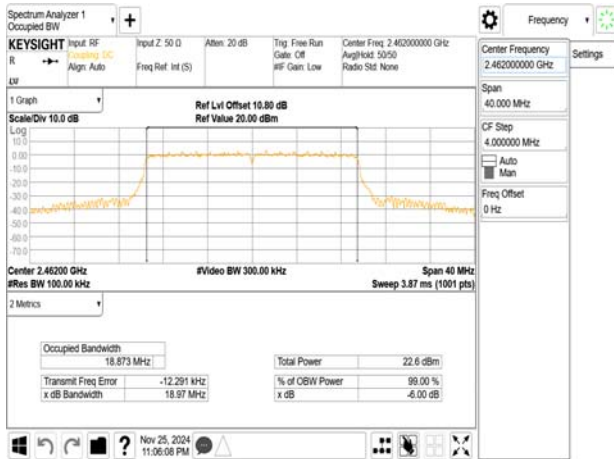 Spectrum Analyzer 1
Occupied BW
Frequency
KEYSIGHT
R
Input: RF
Coupling: DC
Align: Auto
Input Z: 50 Ω
Freq Ref: Int (S)
Atten: 20 dB
Trig: Free Run
Gate: Off
#IF Gain: Low
Center Freq: 2.462000000 GHz
Avg|Hold: 50/50
Radio Std: None
Center Frequency
2.462000000 GHz
Settings
Span
40.000 MHz
CF Step
4.000000 MHz
Auto
Man
Freq Offset
0 Hz
1 Graph
Scale/Div 10.0 dB
Ref Lvl Offset 10.80 dB
Ref Value 20.00 dBm
Log
10.0
0.00
-10.0
-20.0
-30.0
-40.0
-50.0
-60.0
-70.0
Center 2.46200 GHz
#Video BW 300.00 kHz
Span 40 MHz
#Res BW 100.00 kHz
Sweep 3.87 ms (1001 pts)
2 Metrics
Occupied Bandwidth
18.873 MHz
Total Power 22.6 dBm
Transmit Freq Error -12.291 kHz
% of OBW Power 99.00 %
x dB Bandwidth 18.97 MHz
x dB -6.00 dB
Nov 25, 2024
11:06:08 PM